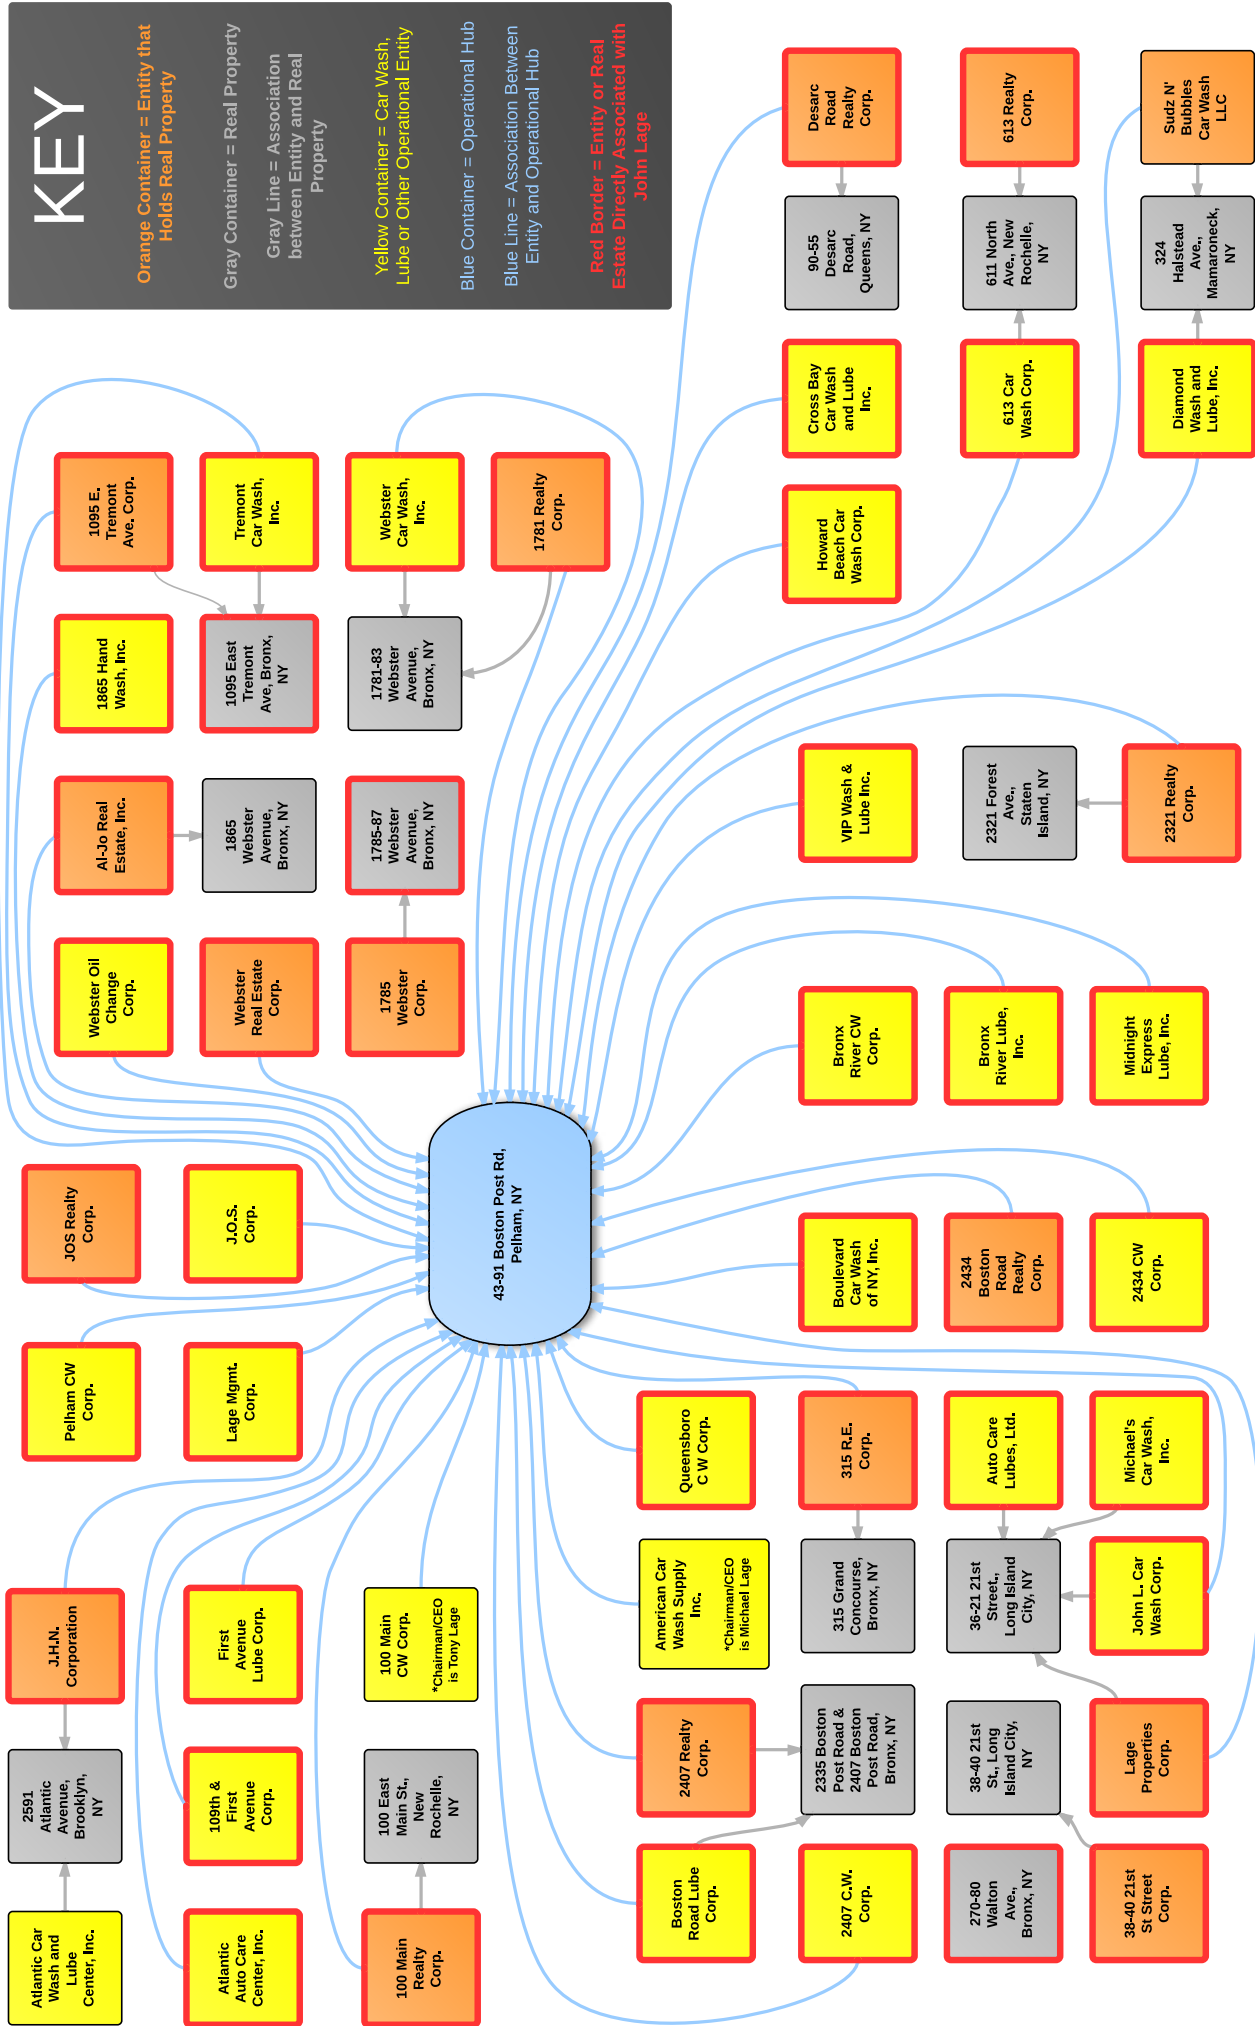 KEY
Orange Container = Entity that
Holds Real Property
Gray Container = Real Property
Gray Line = Association
between Entity and Real
Property
Yellow Container = Car Wash,
Lube or Other Operational Entity
Blue Container = Operational Hub
Blue Line = Association Between
Entity and Operational Hub
Red Border = Entity or Real
Estate Directly Associated with
John Lage
Atlantic Car
Wash and
Lube
Center, Inc.
2591
Atlantic
Avenue,
Brooklyn,
NY
J.H.N.
Corporation
Pelham CW
Corp.
JOS Realty
Corp.
Webster Oil
Change
Corp.
Al-Jo Real
Estate, Inc.
1865 Hand
Wash, Inc.
1095 E.
Tremont
Ave. Corp.
Atlantic
Auto Care
Center, Inc.
109th &
First
Avenue
Corp.
First
Avenue
Lube Corp.
Lage Mgmt.
Corp.
J.O.S.
Corp.
Webster
Real Estate
Corp.
1865
Webster
Avenue,
Bronx, NY
1095 East
Tremont
Ave, Bronx,
NY
Tremont
Car Wash,
Inc.
100 Main
Realty
Corp.
100 East
Main St.,
New
Rochelle,
NY
100 Main
CW Corp.
*Chairman/CEO
is Tony Lage
1785
Webster
Corp.
1785-87
Webster
Avenue,
Bronx, NY
1781-83
Webster
Avenue,
Bronx, NY
Webster
Car Wash,
Inc.
1781 Realty
Corp.
43-91 Boston Post Rd,
Pelham, NY
Boston
Road Lube
Corp.
2407 Realty
Corp.
American Car
Wash Supply
Inc.
*Chairman/CEO
is Michael Lage
Queensboro
C W Corp.
2407 C.W.
Corp.
2335 Boston
Post Road &
2407 Boston
Post Road,
Bronx, NY
315 Grand
Concourse,
Bronx, NY
315 R.E.
Corp.
Boulevard
Car Wash
of NY, Inc.
Bronx
River CW
Corp.
VIP Wash &
Lube Inc.
Howard
Beach Car
Wash Corp.
Cross Bay
Car Wash
and Lube
Inc.
90-55
Desarc
Road,
Queens, NY
Desarc
Road
Realty
Corp.
270-80
Walton
Ave.,
Bronx, NY
38-40 21st
St., Long
Island City,
NY
36-21 21st
Street.,
Long Island
City, NY
Auto Care
Lubes, Ltd.
2434
Boston
Road
Realty
Corp.
Bronx
River Lube,
Inc.
2321 Forest
Ave.,
Staten
Island, NY
613 Car
Wash Corp.
611 North
Ave., New
Rochelle,
NY
613 Realty
Corp.
38-40 21st
St Street
Corp.
Lage
Properties
Corp.
John L. Car
Wash Corp.
Michael's
Car Wash,
Inc.
2434 CW
Corp.
Midnight
Express
Lube, Inc.
2321 Realty
Corp.
Diamond
Wash and
Lube, Inc.
324
Halstead
Ave.,
Mamaroneck,
NY
Sudz N'
Bubbles
Car Wash
LLC